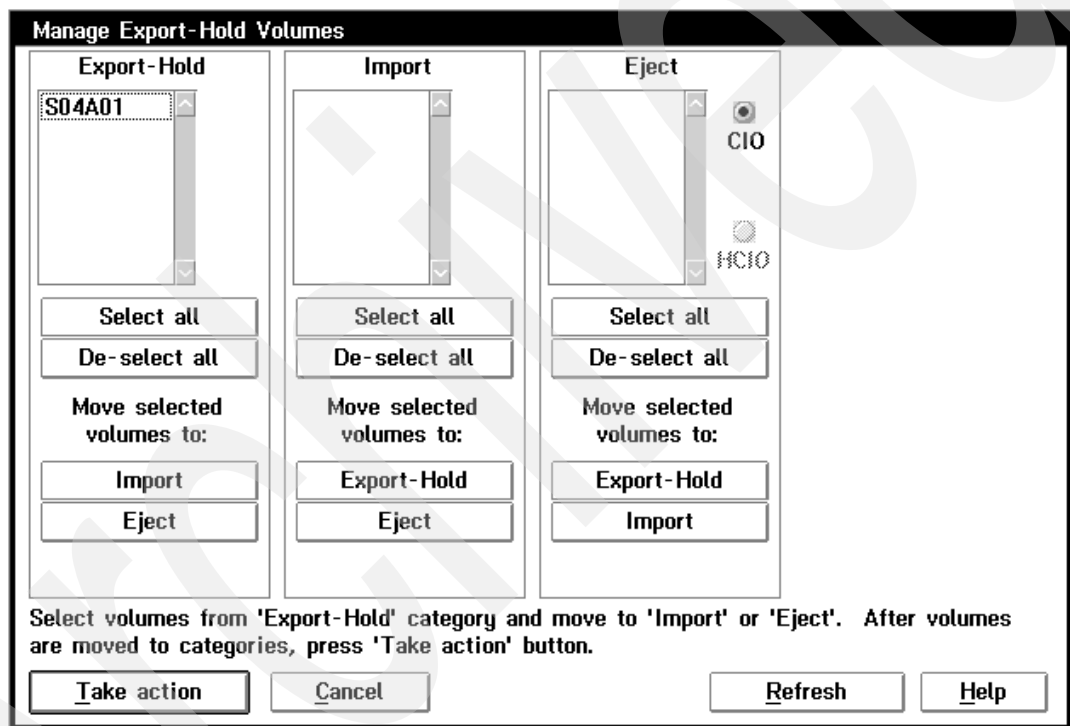 Manage Export-Hold Volumes
Export-Hold
S04A01
Select all
De-select all
Move selected
volumes to:
Import
Eject
Import
Select all
De-select all
Move selected
volumes to:
Export-Hold
Eject
Eject
CIO
HCIO
Select all
De-select all
Move selected
volumes to:
Export-Hold
Import
Select volumes from 'Export-Hold' category and move to 'Import' or 'Eject'. After volumes
are moved to categories, press 'Take action' button.
Take action
Cancel
Refresh
Help